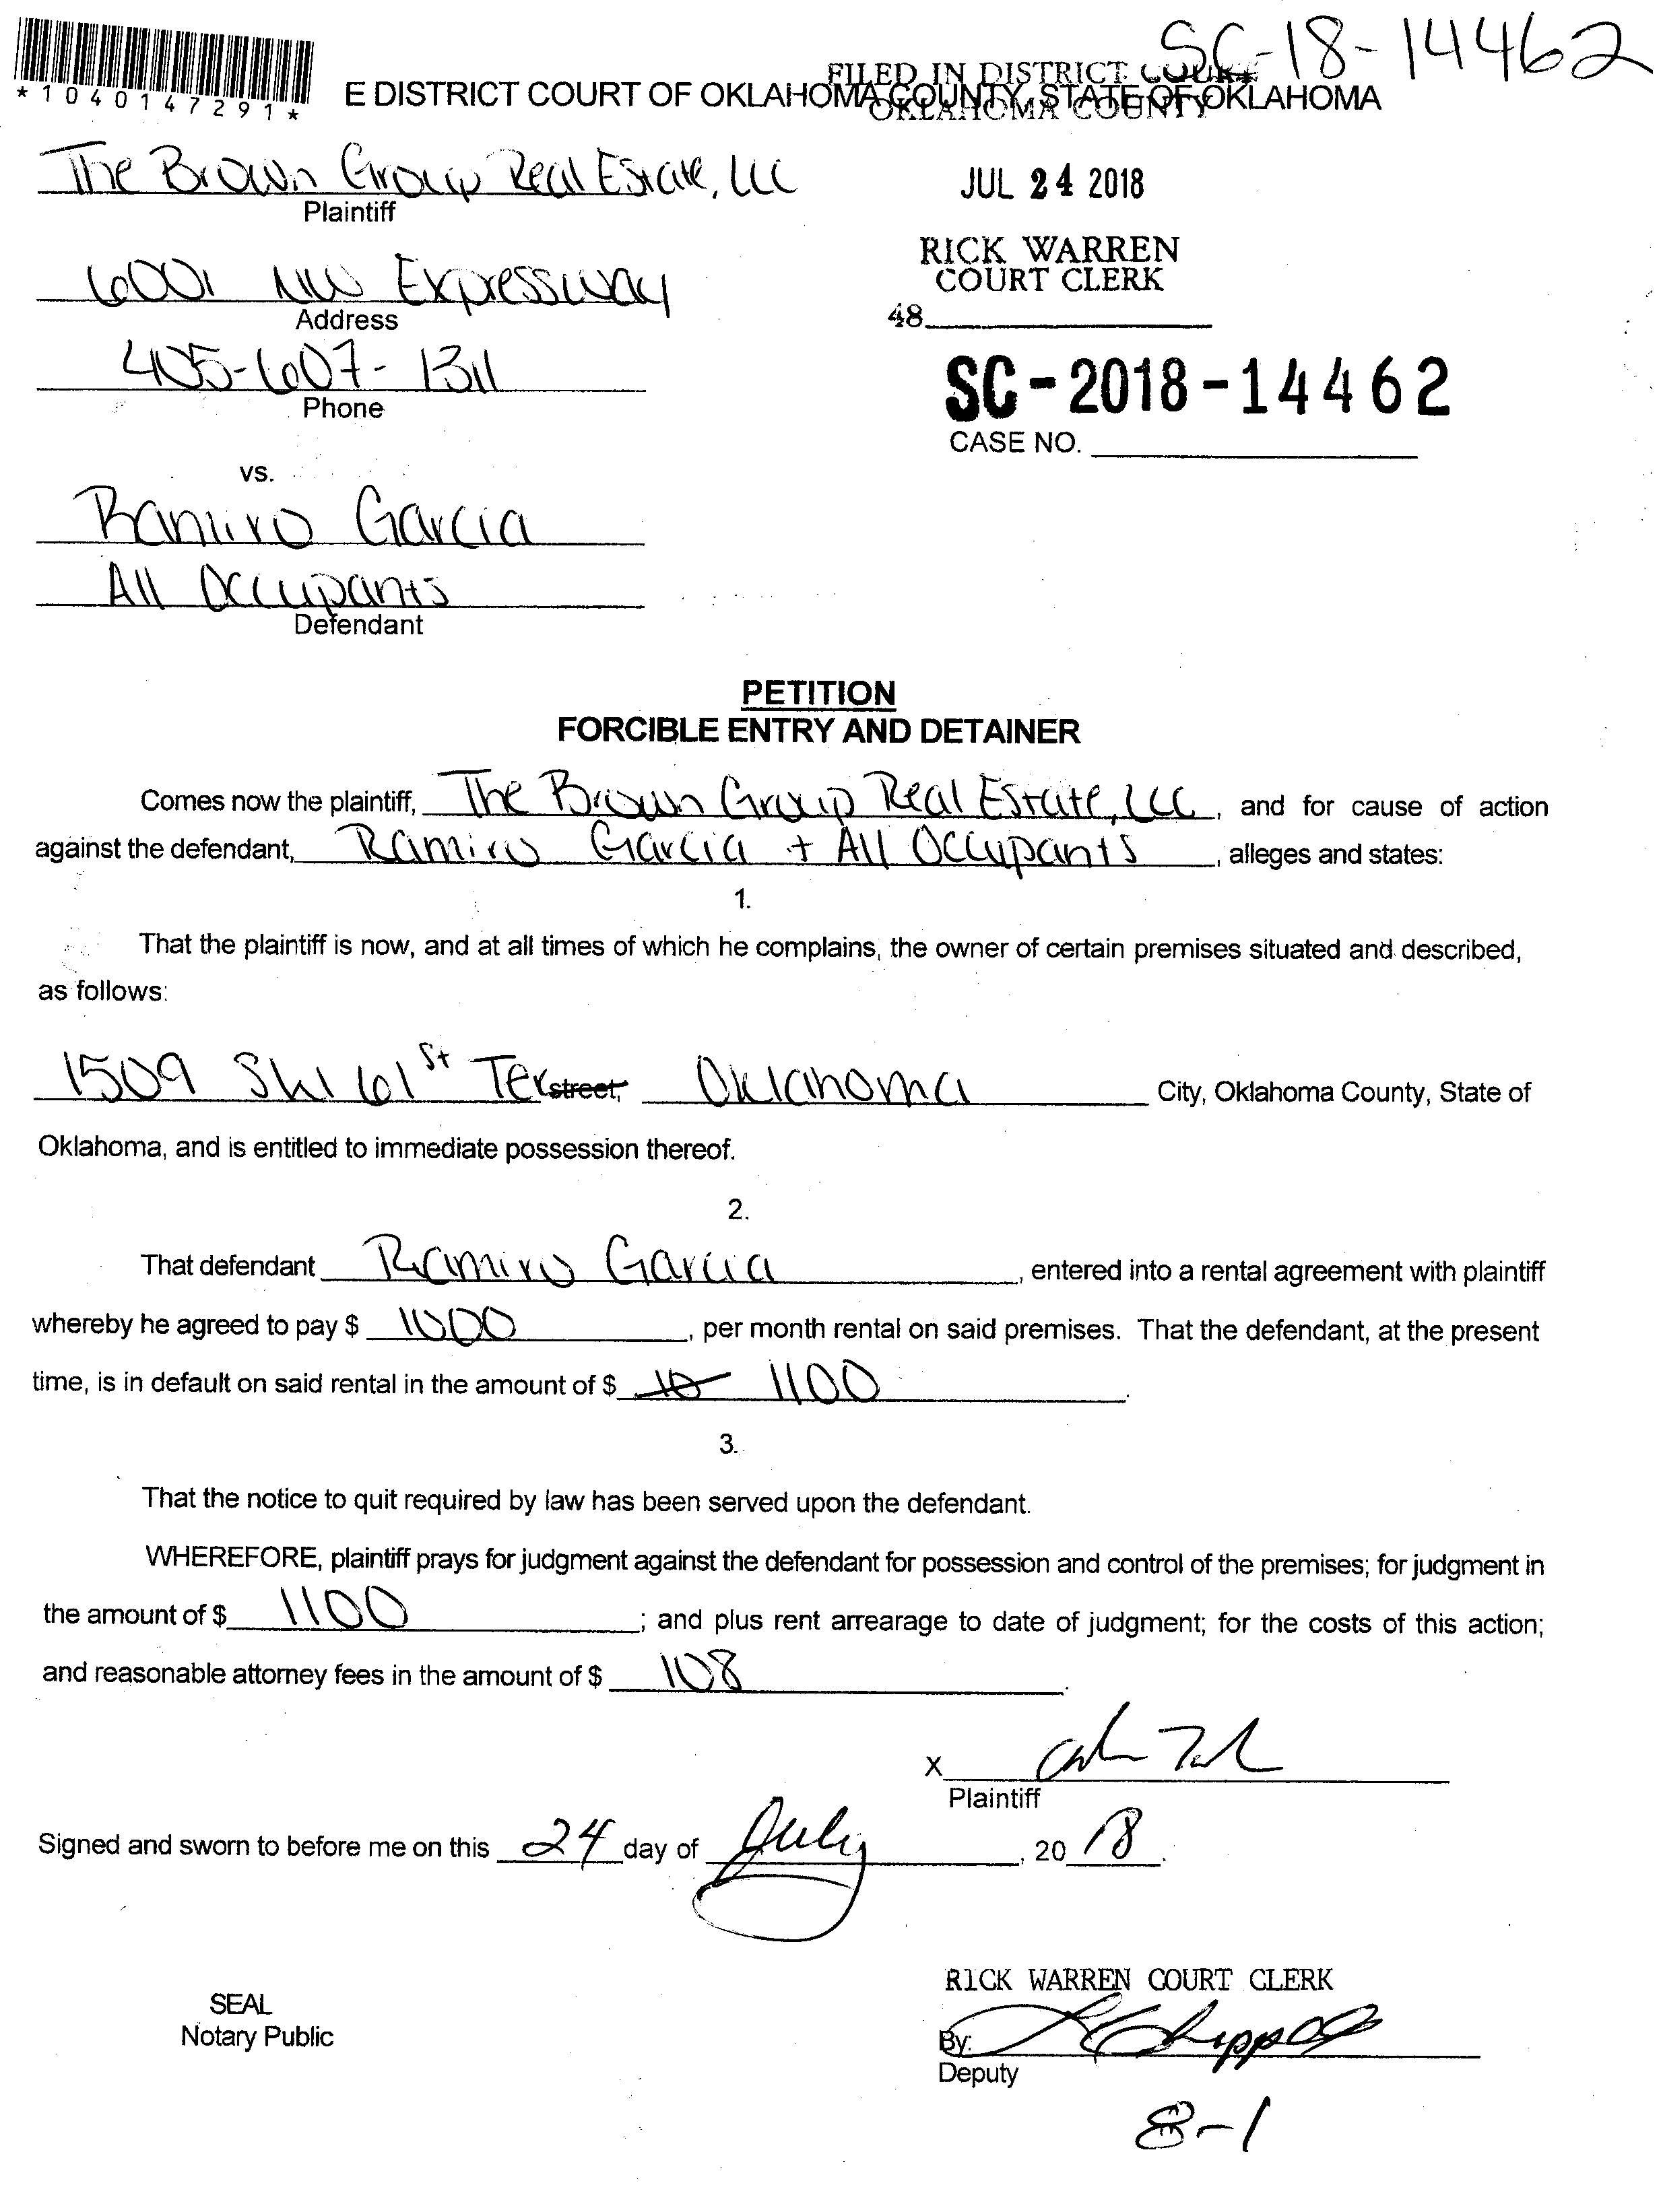 SC-18-14462
*1040147291*
E DISTRICT COURT OF OKLAHOMA COUNTY, STATE OF OKLAHOMA
FILED IN DISTRICT COURT
OKLAHOMA COUNTY
The Brown Group Real Estate, LLC
Plaintiff
JUL 24 2018
RICK WARREN
COURT CLERK
48
6001 NW Expressway
Address
405-607-1311
Phone
SC-2018-14462
CASE NO.
vs.
Ramiro Garcia
All Occupants
Defendant
PETITION
FORCIBLE ENTRY AND DETAINER
Comes now the plaintiff, The Brown Group Real Estate, LLC, and for cause of action
against the defendant, Ramiro Garcia + All Occupants, alleges and states:
1.
That the plaintiff is now, and at all times of which he complains, the owner of certain premises situated and described,
as follows:
1509 SW 61st Ter street, Oklahoma City, Oklahoma County, State of
Oklahoma, and is entitled to immediate possession thereof.
2.
That defendant Ramiro Garcia, entered into a rental agreement with plaintiff
whereby he agreed to pay $ 1000, per month rental on said premises. That the defendant, at the present
time, is in default on said rental in the amount of $ 10 1100.
3.
That the notice to quit required by law has been served upon the defendant.
WHEREFORE, plaintiff prays for judgment against the defendant for possession and control of the premises; for judgment in
the amount of $ 1100; and plus rent arrearage to date of judgment; for the costs of this action;
and reasonable attorney fees in the amount of $ 108.
X
Plaintiff
Signed and sworn to before me on this 24 day of July, 2018.
RICK WARREN COURT CLERK
SEAL
Notary Public
By:
Deputy
8-1